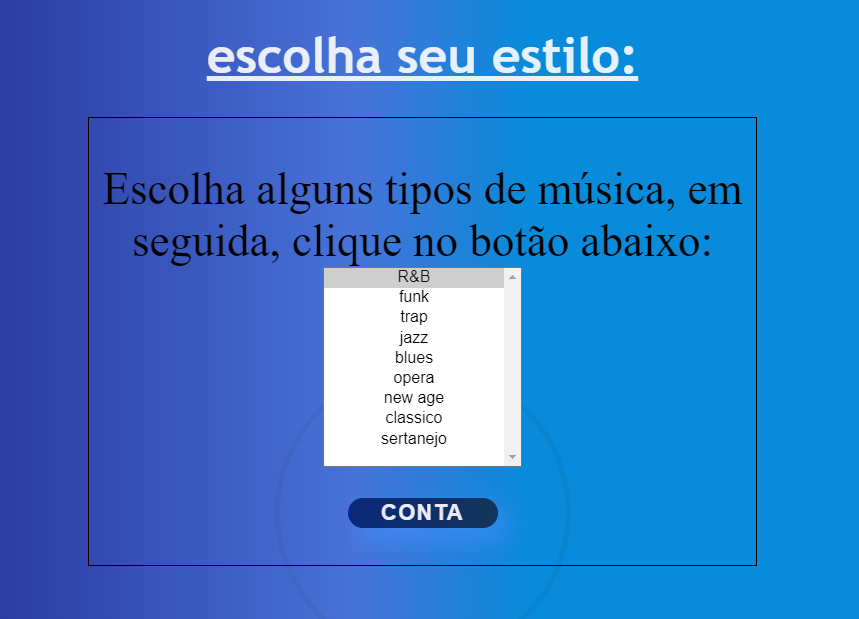 escolha seu estilo:
Escolha alguns tipos de música, em
seguida, clique no botão abaixo:
R&B
funk
trap
jazz
blues
opera
new age
classico
sertanejo
CONTA